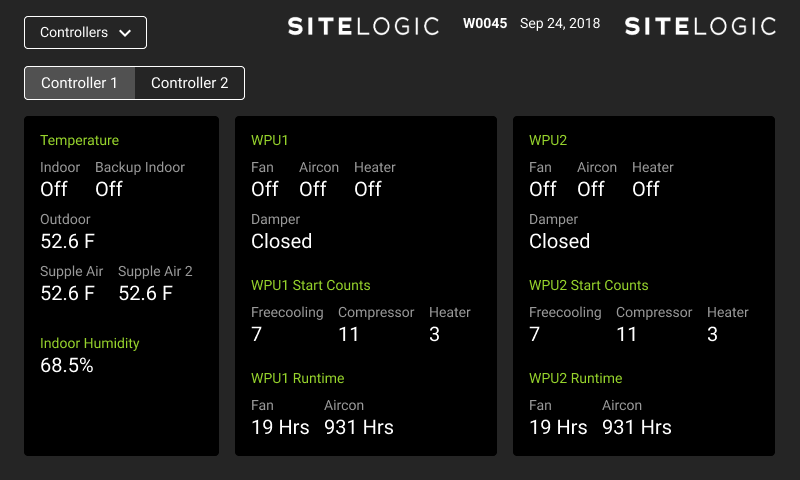 Controllers
SITELOGIC W0045 Sep 24, 2018 SITELOGIC
Controller 1 Controller 2
Temperature
Indoor Backup Indoor
Off Off
Outdoor
52.6 F
Supple Air Supple Air 2
52.6 F 52.6 F
Indoor Humidity
68.5%
WPU1
Fan Aircon Heater
Off Off Off
Damper
Closed
WPU1 Start Counts
Freecooling Compressor Heater
7 11 3
WPU1 Runtime
Fan Aircon
19 Hrs 931 Hrs
WPU2
Fan Aircon Heater
Off Off Off
Damper
Closed
WPU2 Start Counts
Freecooling Compressor Heater
7 11 3
WPU2 Runtime
Fan Aircon
19 Hrs 931 Hrs